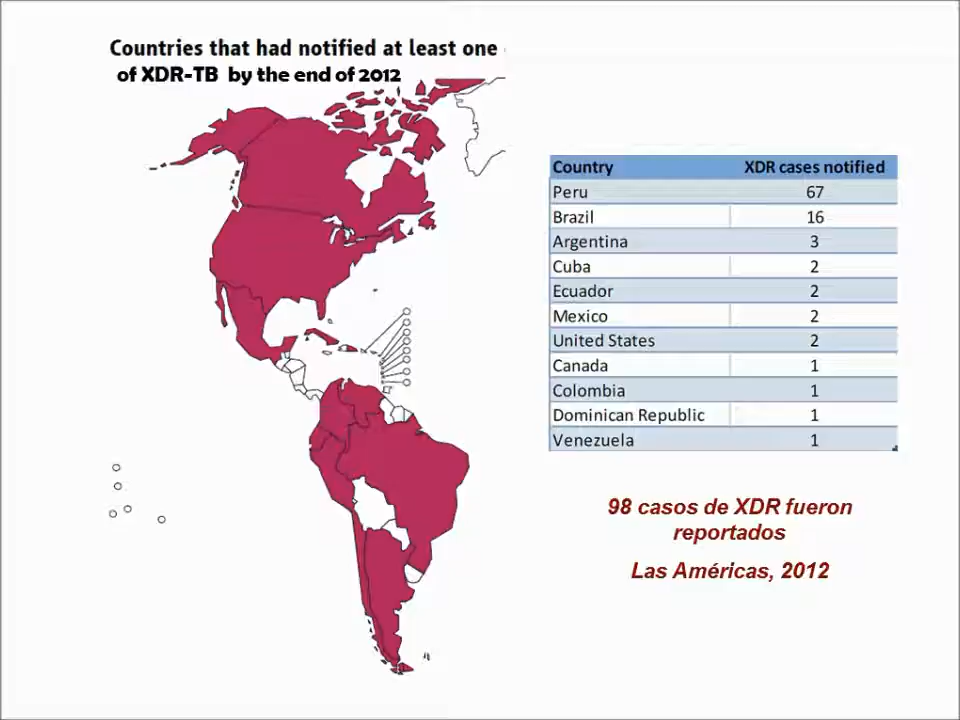 Countries that had notified at least one
of XDR-TB by the end of 2012
Country XDR cases notified
Peru 67
Brazil 16
Argentina 3
Cuba 2
Ecuador 2
Mexico 2
United States 2
Canada 1
Colombia 1
Dominican Republic 1
Venezuela 1
98 casos de XDR fueron
reportados
Las Américas, 2012